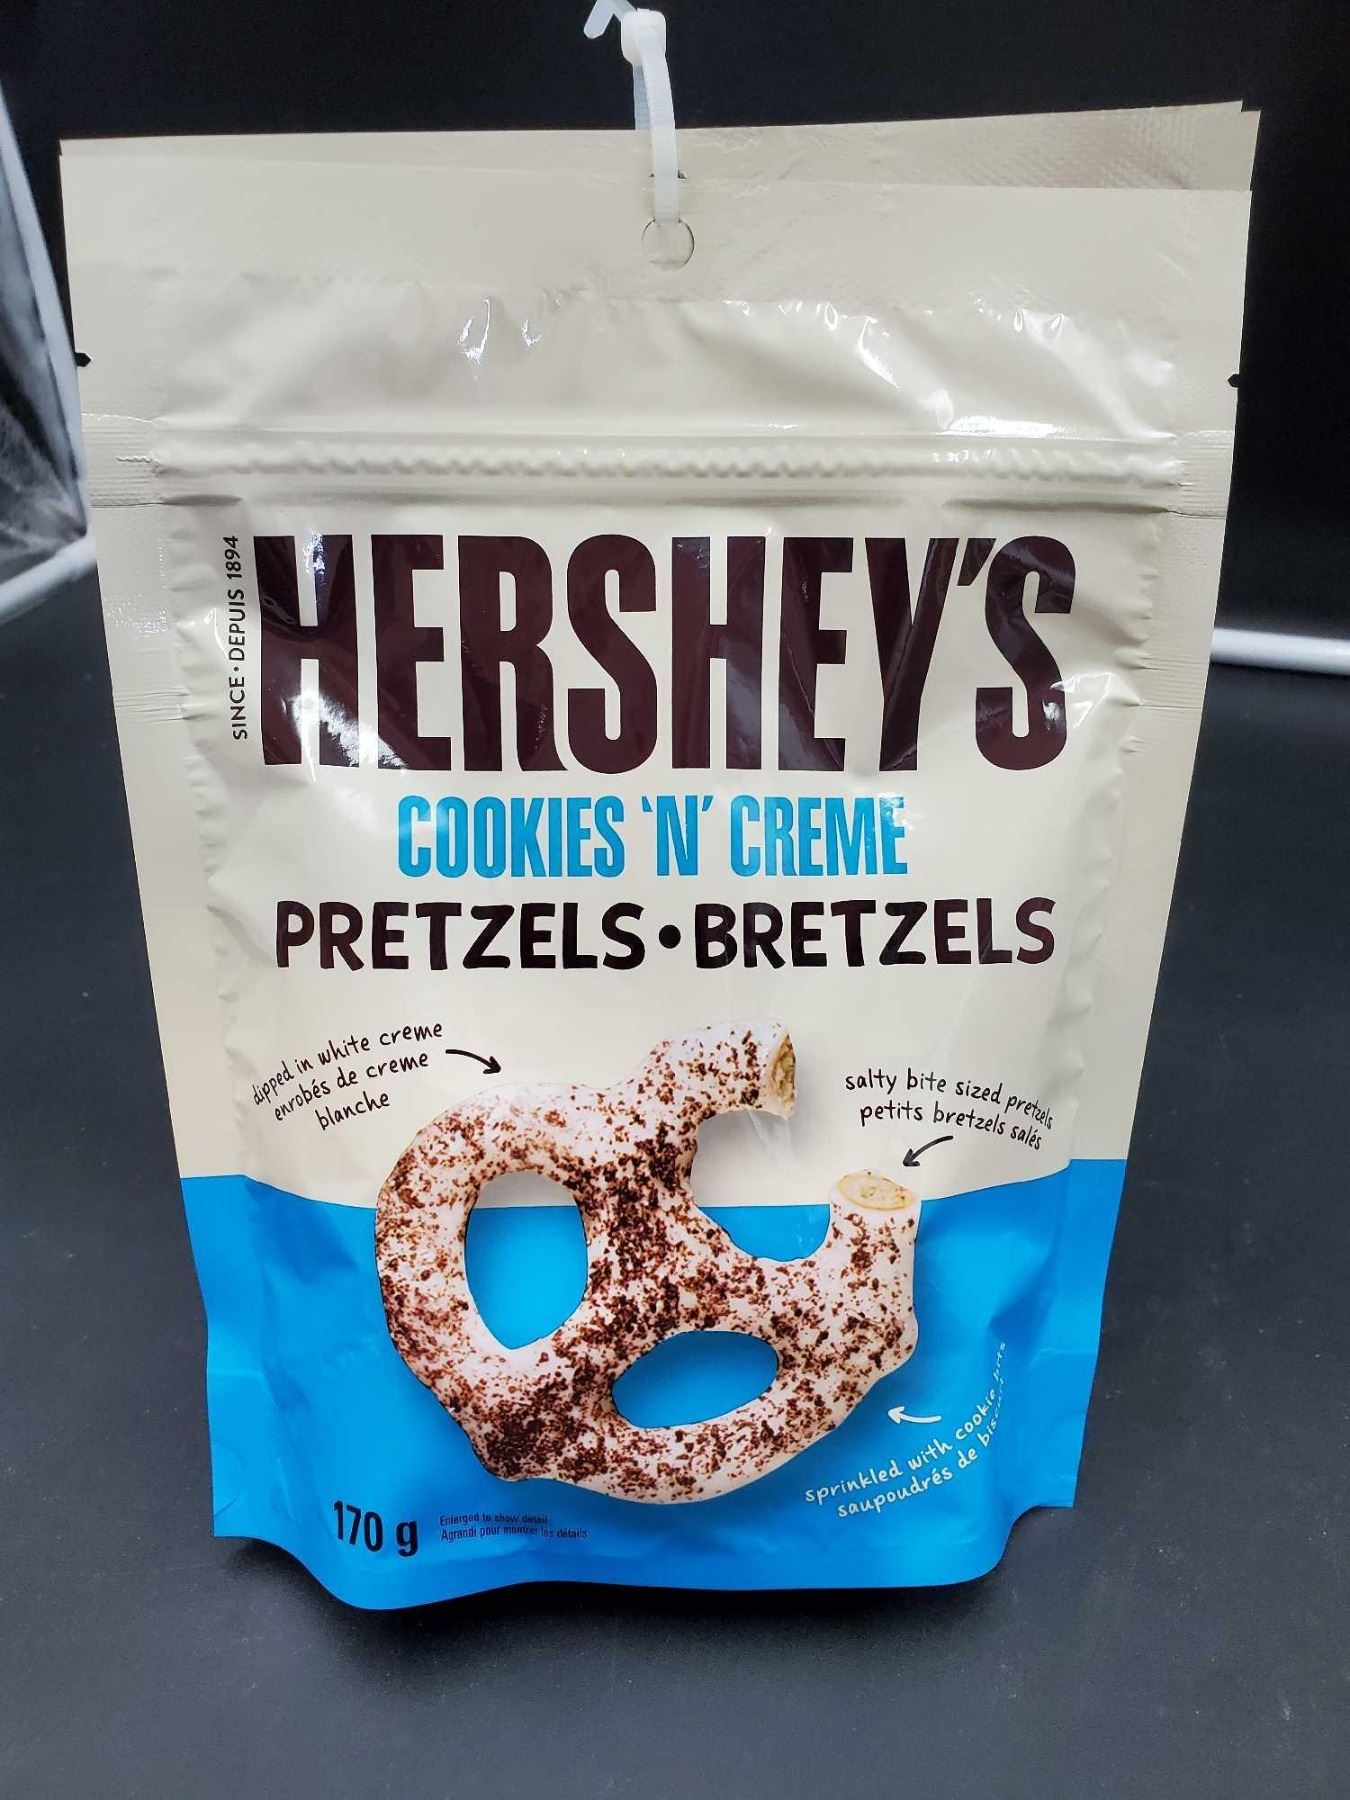 SINCE • DEPUIS 1894
HERSHEY'S
COOKIES 'N' CREME
PRETZELS • BRETZELS
dipped in white creme
enrobés de creme
blanche
salty bite sized pretzels
petits bretzels salés
sprinkled with cookie bits
saupoudrés de
170 g
Enlarged to show detail
Agrandi pour montrer les détails